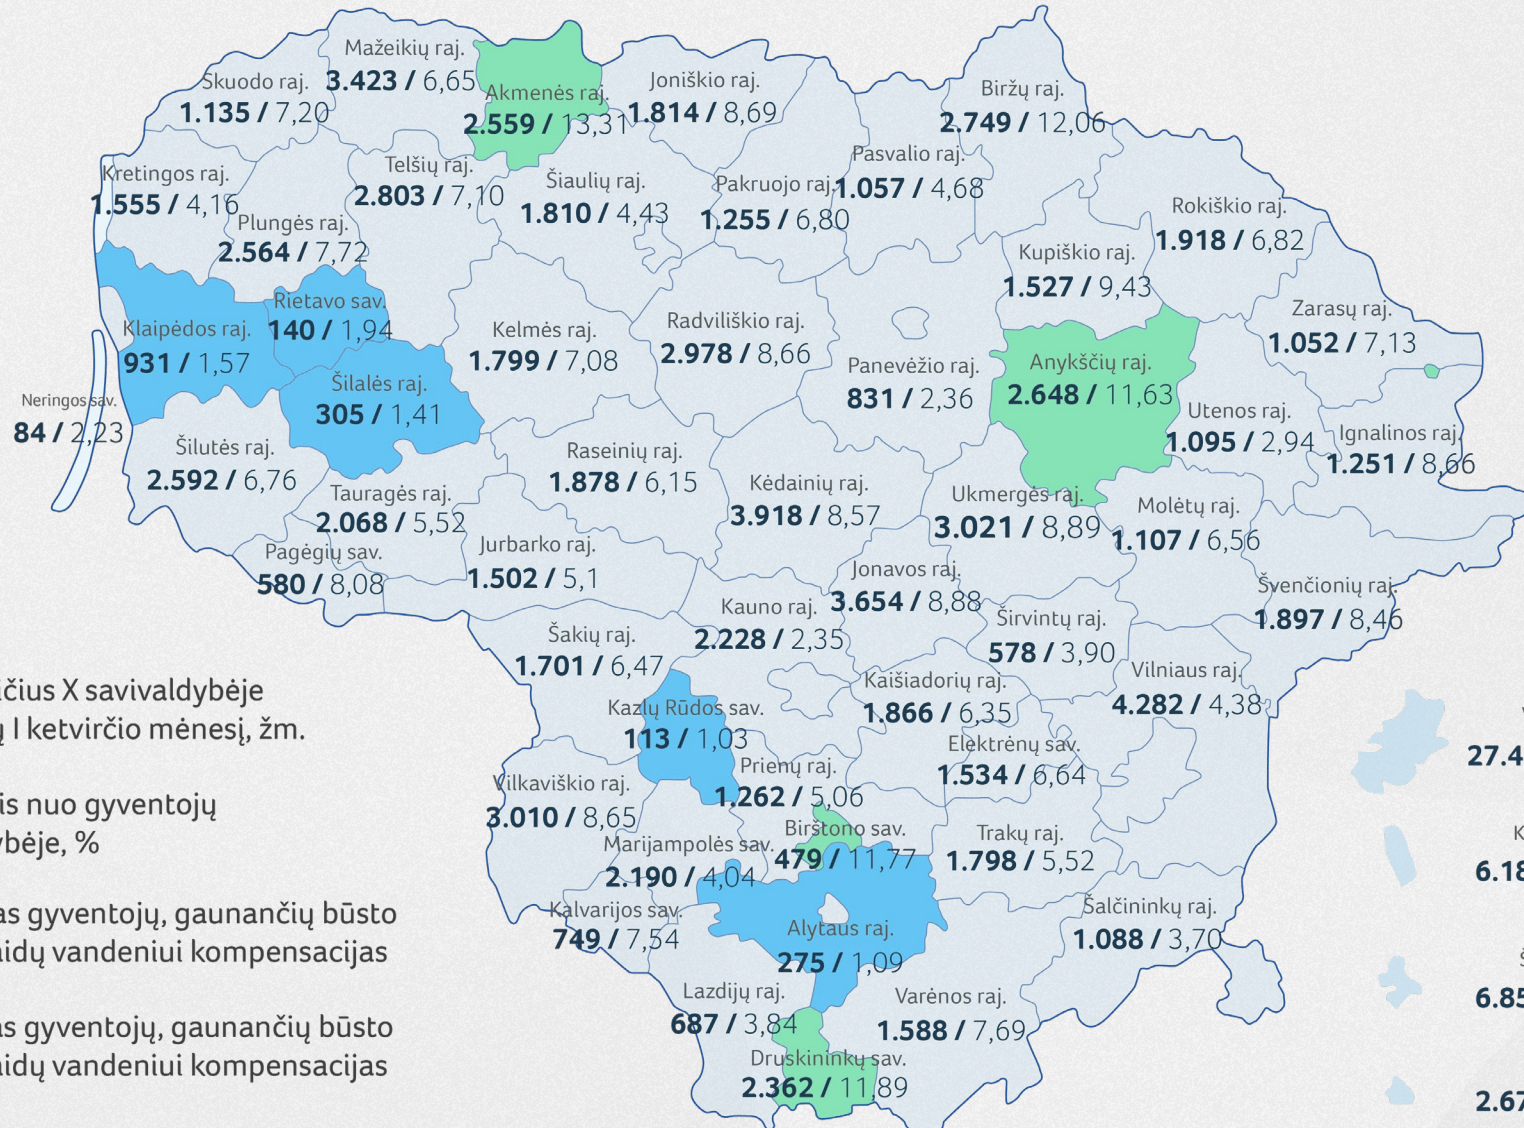 Mažeikių raj.
3.423 / 6,65
Skuodo raj.
1.135 / 7,20
Akmenės raj.
2.559 / 13,31
Joniškio raj.
1.814 / 8,69
Biržų raj.
2.749 / 12,06
Kretingos raj.
1.555 / 4,16
Telšių raj.
2.803 / 7,10
Šiaulių raj.
1.810 / 4,43
Pakruojo raj.
1.255 / 6,80
Pasvalio raj.
1.057 / 4,68
Plungės raj.
2.564 / 7,72
Rokiškio raj.
1.918 / 6,82
Kupiškio raj.
1.527 / 9,43
Rietavo sav.
140 / 1,94
Klaipėdos raj.
931 / 1,57
Kelmės raj.
1.799 / 7,08
Radviliškio raj.
2.978 / 8,66
Zarasų raj.
1.052 / 7,13
Panevėžio raj.
831 / 2,36
Anykščių raj.
2.648 / 11,63
Šilalės raj.
305 / 1,41
Neringos sav.
84 / 2,23
Utenos raj.
1.095 / 2,94
Ignalinos raj.
1.251 / 8,66
Šilutės raj.
2.592 / 6,76
Raseinių raj.
1.878 / 6,15
Kėdainių raj.
3.918 / 8,57
Ukmergės raj.
3.021 / 8,89
Molėtų raj.
1.107 / 6,56
Tauragės raj.
2.068 / 5,52
Pagėgių sav.
580 / 8,08
Jurbarko raj.
1.502 / 5,1
Jonavos raj.
3.654 / 8,88
Švenčionių raj.
1.897 / 8,46
Kauno raj.
2.228 / 2,35
Širvintų raj.
578 / 3,90
Šakių raj.
1.701 / 6,47
Vilniaus raj.
4.282 / 4,38
Kaišiadorių raj.
1.866 / 6,35
Kazlų Rūdos sav.
113 / 1,03
Elektrėnų sav.
1.534 / 6,64
Prienų raj.
1.262 / 5,06
Vilkaviškio raj.
3.010 / 8,65
Birštono sav.
479 / 11,77
Trakų raj.
1.798 / 5,52
Marijampolės sav.
2.190 / 4,04
Kalvarijos sav.
749 / 7,54
Alytaus raj.
275 / 1,09
Šalčininkų raj.
1.088 / 3,70
Lazdijų raj.
687 / 3,84
Varėnos raj.
1.588 / 7,69
Druskininkų sav.
2.362 / 11,89
ičius X savivaldybėje
ų I ketvirčio mėnesį, žm.
is nuo gyventojų
ybėje, %
as gyventojų, gaunančių būsto
aidų vandeniui kompensacijas
as gyventojų, gaunančių būsto
aidų vandeniui kompensacijas
27.4
K
6.18
6.85
2.67